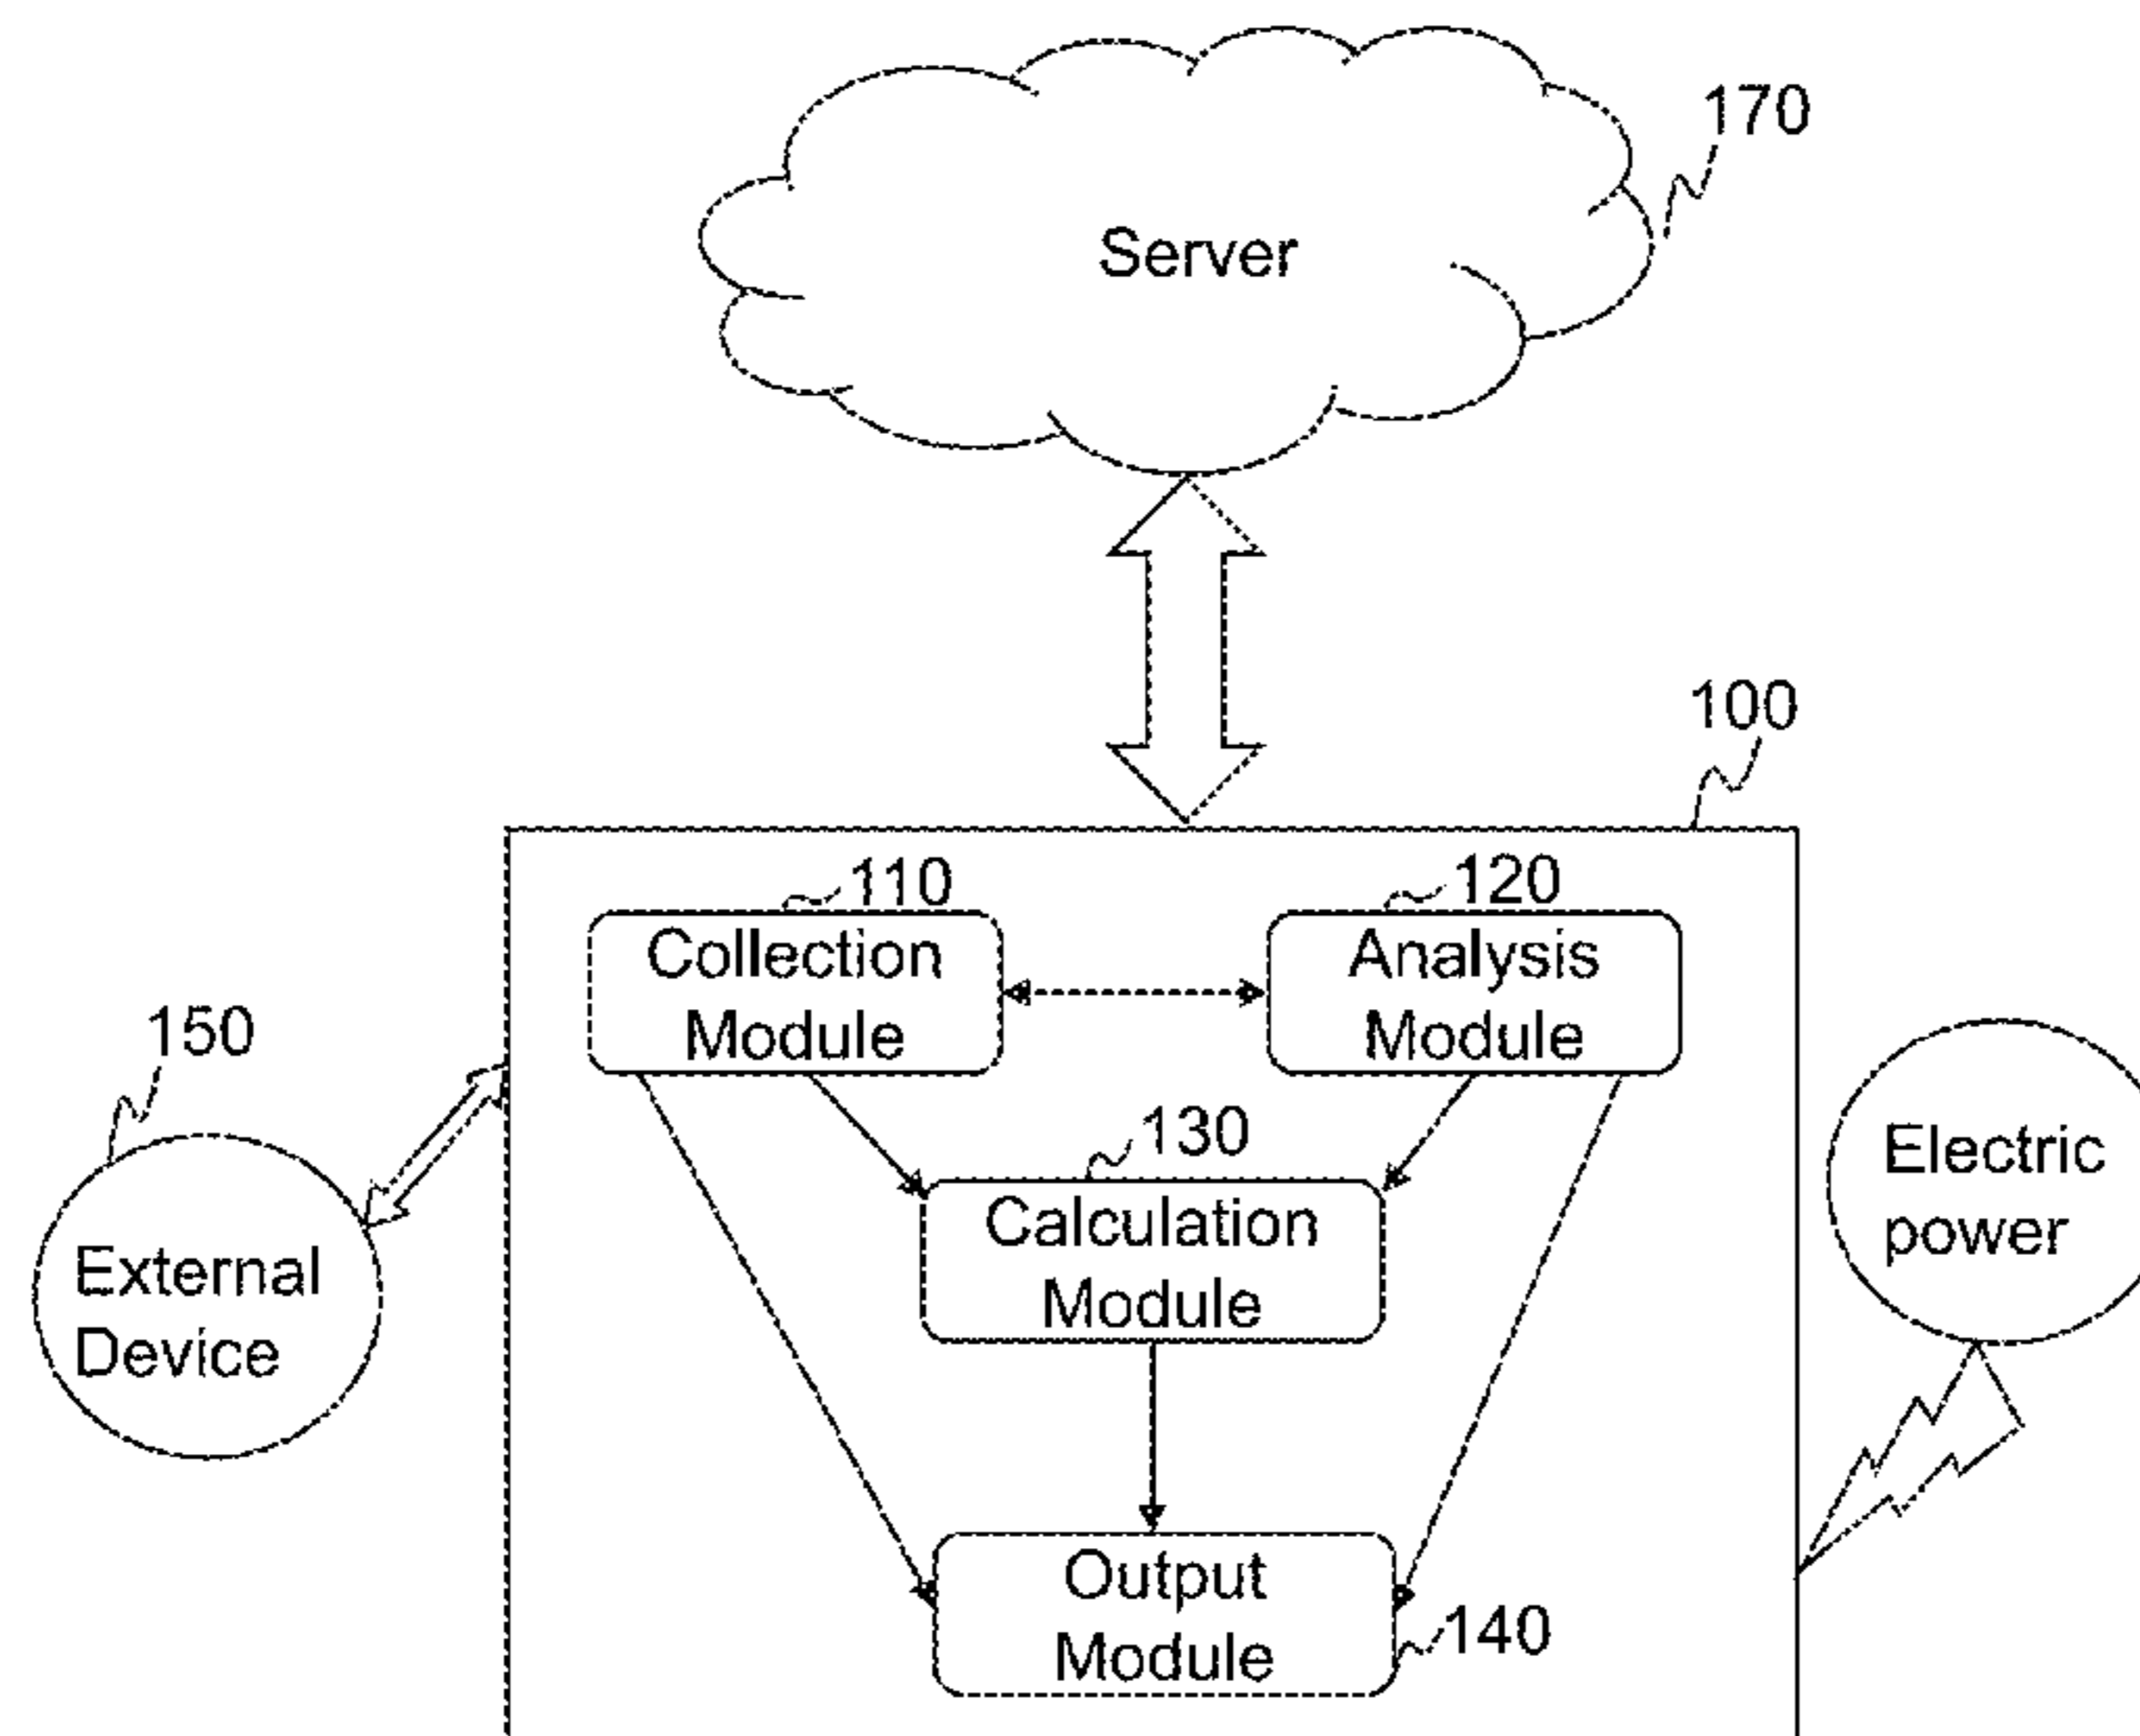 170
Server
100
110
120
Collection
Module
Analysis
Module
150
130
Calculation
Module
Electric
power
External
Device
Output
Module
140